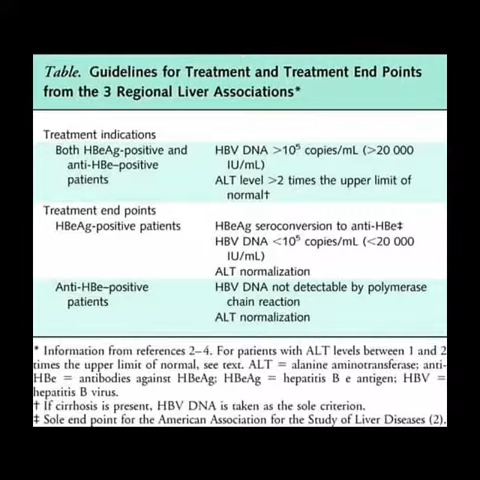 Table. Guidelines for Treatment and Treatment End Points
from the 3 Regional Liver Associations*
Treatment indications
Both HBeAg-positive and
anti-HBe–positive
patients
HBV DNA >10⁵ copies/mL (>20 000
IU/mL)
ALT level >2 times the upper limit of
normal†
Treatment end points
HBeAg-positive patients
HBeAg seroconversion to anti-HBe‡
HBV DNA <10⁵ copies/mL (<20 000
IU/mL)
ALT normalization
Anti-HBe–positive
patients
HBV DNA not detectable by polymerase
chain reaction
ALT normalization
* Information from references 2–4. For patients with ALT levels between 1 and 2
times the upper limit of normal, see text. ALT = alanine aminotransferase; anti-
HBe = antibodies against HBeAg; HBeAg = hepatitis B e antigen; HBV =
hepatitis B virus.
† If cirrhosis is present, HBV DNA is taken as the sole criterion.
‡ Sole end point for the American Association for the Study of Liver Diseases (2).